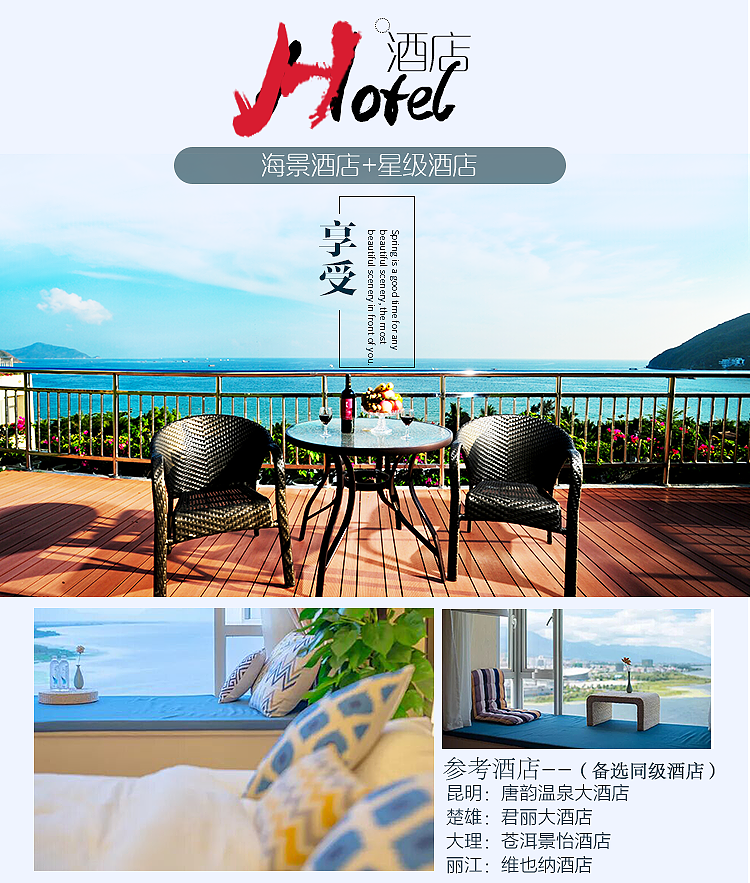 Hotel
酒店
海景酒店+星级酒店
享受
Spring is a good time for any
beautiful scenery, the most
beautiful scenery in front of you.
参考酒店--（备选同级酒店）
昆明：唐韵温泉大酒店
楚雄：君丽大酒店
大理：苍洱景怡酒店
丽江：维也纳酒店